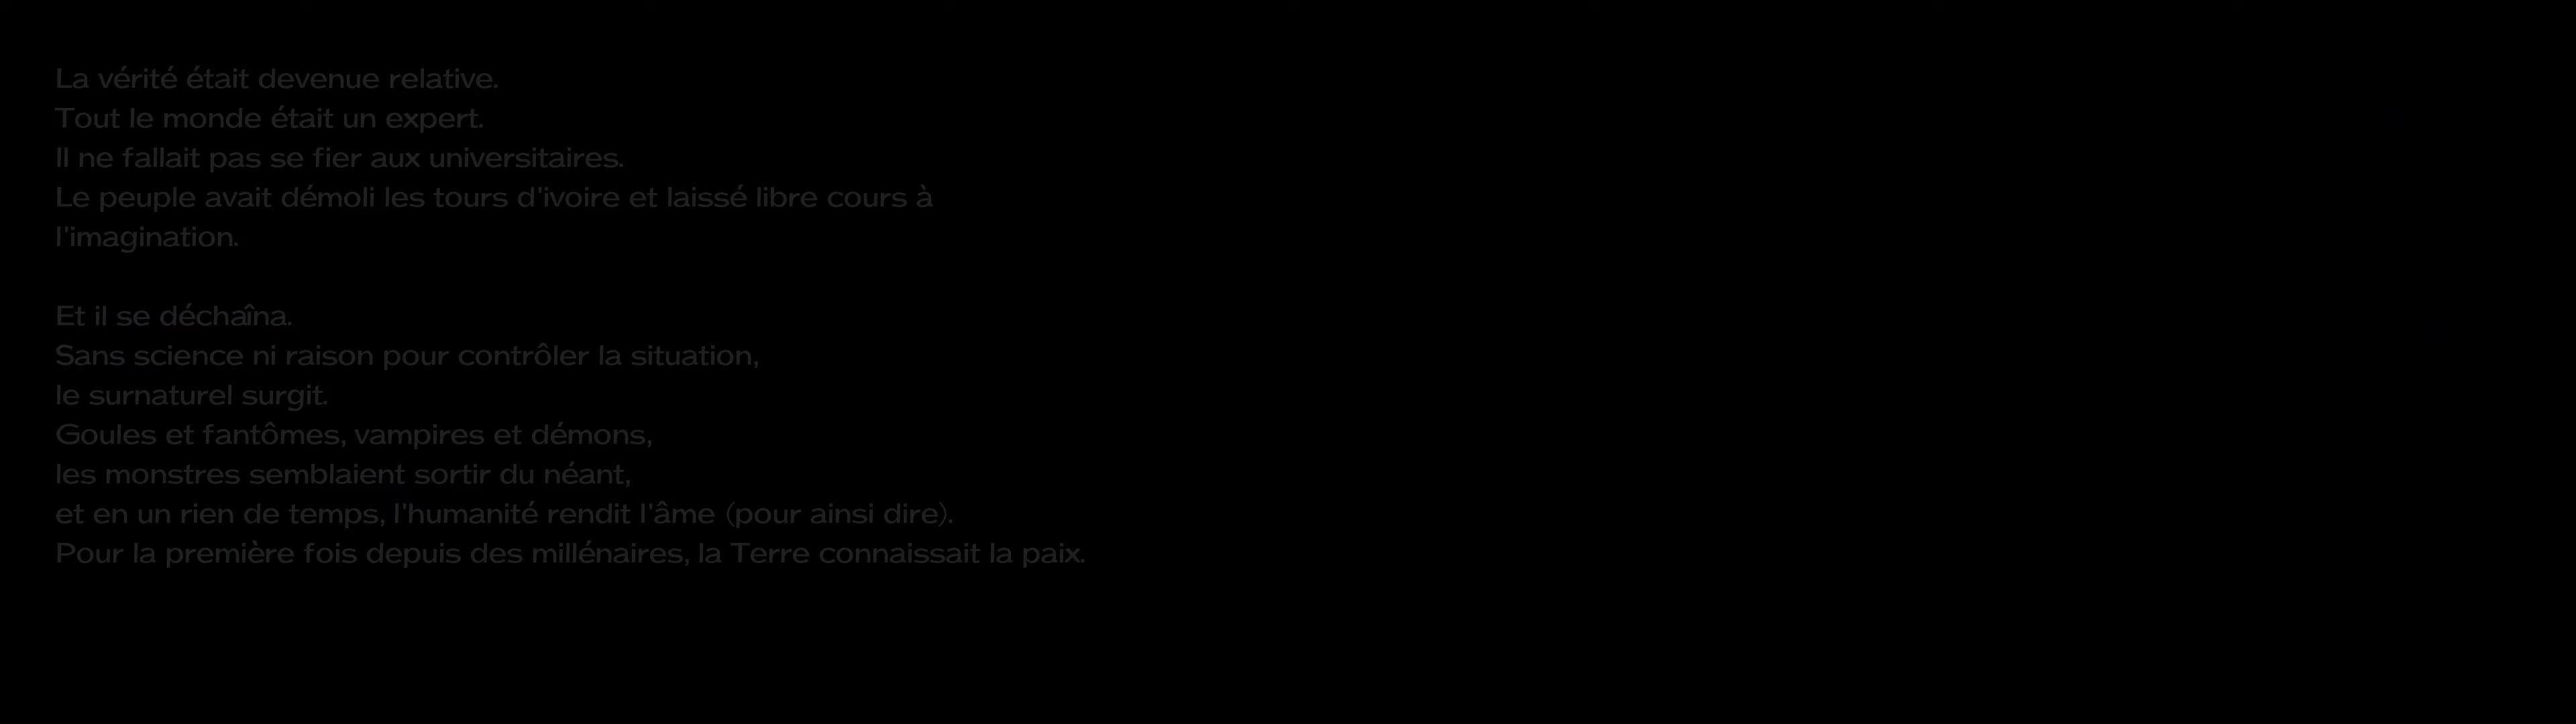 La vérité était devenue relative.
Tout le monde était un expert.
Il ne fallait pas se fier aux universitaires.
Le peuple avait démoli les tours d'ivoire et laissé libre cours à
l'imagination.
Et il se déchaîna.
Sans science ni raison pour contrôler la situation,
le surnaturel surgit.
Goules et fantômes, vampires et démons,
les monstres semblaient sortir du néant,
et en un rien de temps, l'humanité rendit l'âme (pour ainsi dire).
Pour la première fois depuis des millénaires, la Terre connaissait la paix.